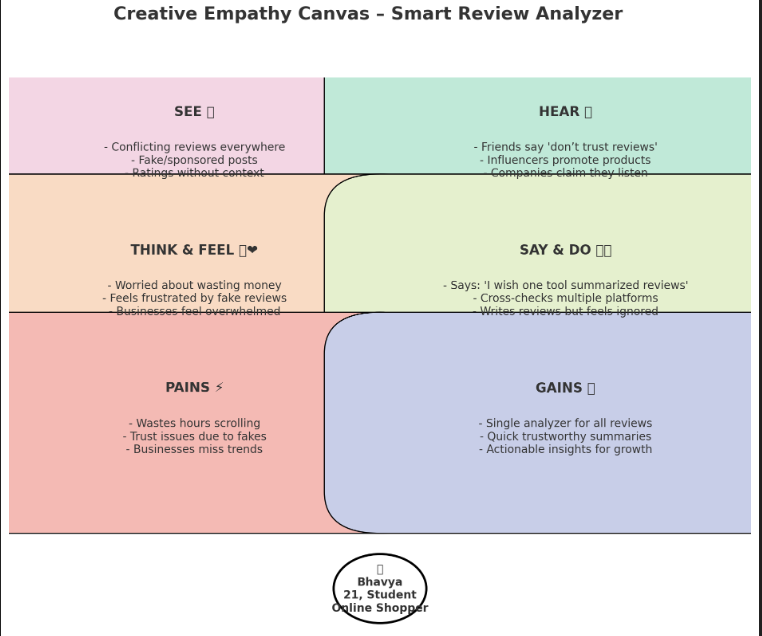 Creative Empathy Canvas – Smart Review Analyzer
SEE
- Conflicting reviews everywhere
- Fake/sponsored posts
- Ratings without context
HEAR
- Friends say 'don’t trust reviews'
- Influencers promote products
- Companies claim they listen
THINK & FEEL ❤
- Worried about wasting money
- Feels frustrated by fake reviews
- Businesses feel overwhelmed
SAY & DO
- Says: 'I wish one tool summarized reviews'
- Cross-checks multiple platforms
- Writes reviews but feels ignored
PAINS ⚡
- Wastes hours scrolling
- Trust issues due to fakes
- Businesses miss trends
GAINS
- Single analyzer for all reviews
- Quick trustworthy summaries
- Actionable insights for growth
Bhavya
21, Student
Online Shopper